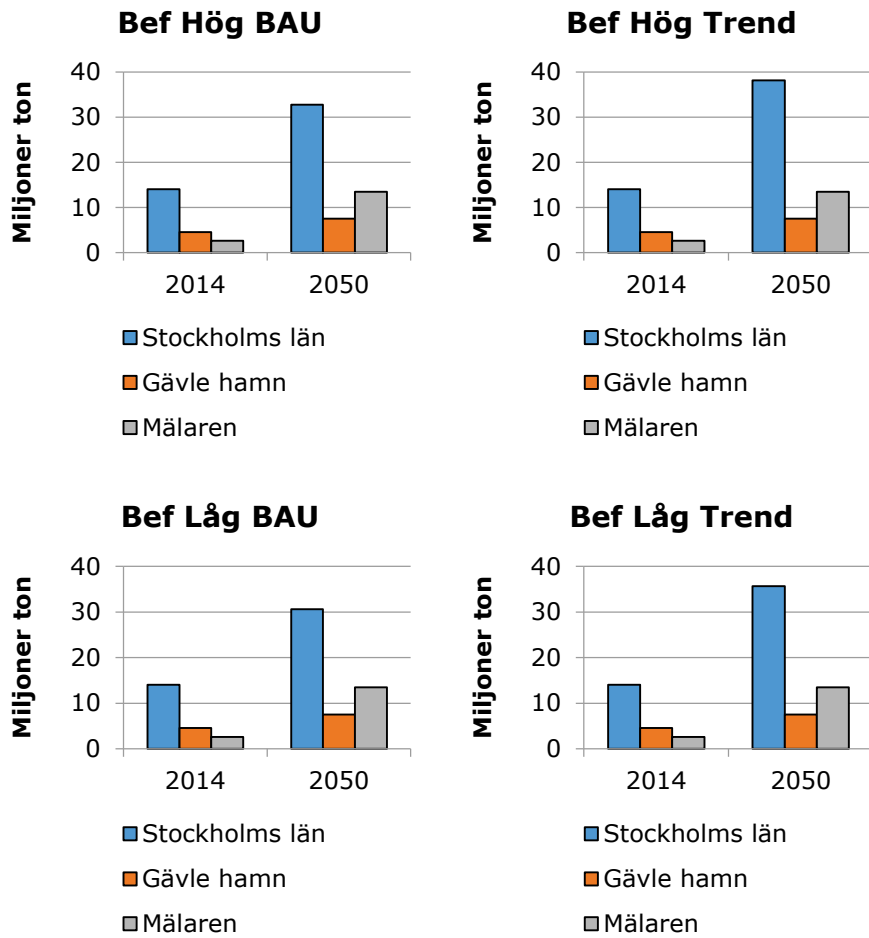 Bef Hög BAU
Miljoner ton
40
30
20
10
0
2014 2050
Stockholms län
Gävle hamn
Mälaren
Bef Hög Trend
Miljoner ton
40
30
20
10
0
2014 2050
Stockholms län
Gävle hamn
Mälaren
Bef Låg BAU
Miljoner ton
40
30
20
10
0
2014 2050
Stockholms län
Gävle hamn
Mälaren
Bef Låg Trend
Miljoner ton
40
30
20
10
0
2014 2050
Stockholms län
Gävle hamn
Mälaren